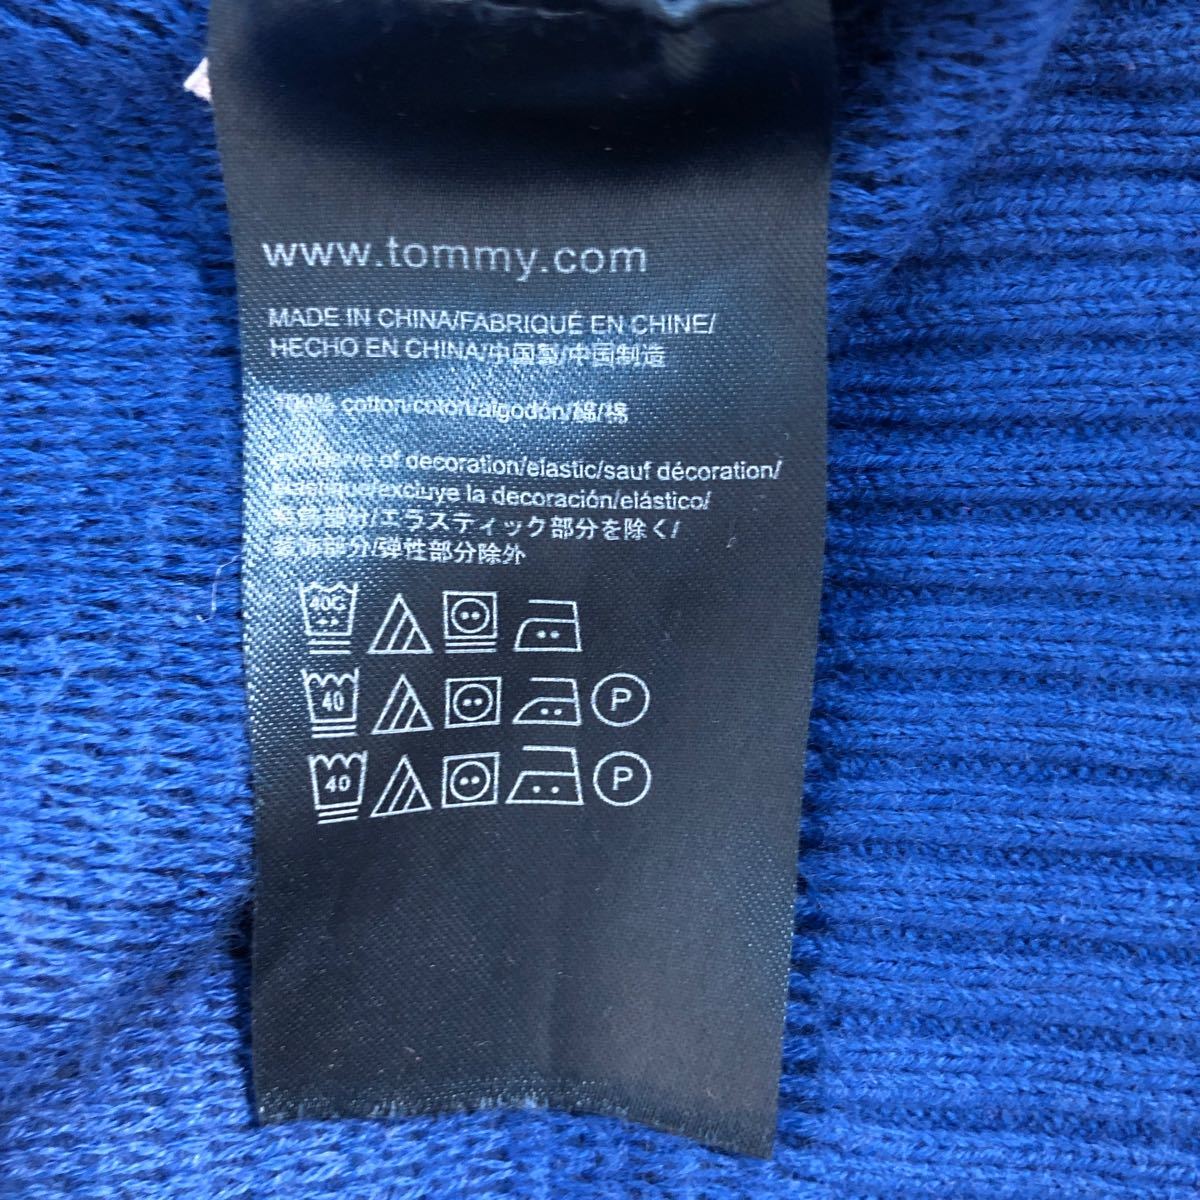 www.tommy.com
MADE IN CHINA/FABRIQUÉ EN CHINE/
HECHO EN CHINA/中国製/中国制造
100% cotton/coton/algodón/綿/棉
exclusive of decoration/elastic/sauf décoration/
élastique/excluye la decoración/elástico/
装飾部分/エラスティック部分を除く/
装饰部分/弹性部分除外
40C
40 P
40 P